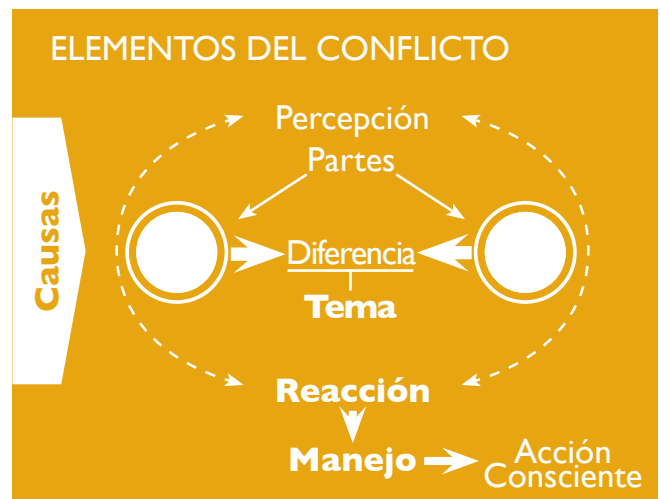 ELEMENTOS DEL CONFLICTO
Percepción
Partes
Causas
Diferencia
Tema
Reacción
Manejo
Acción
Consciente